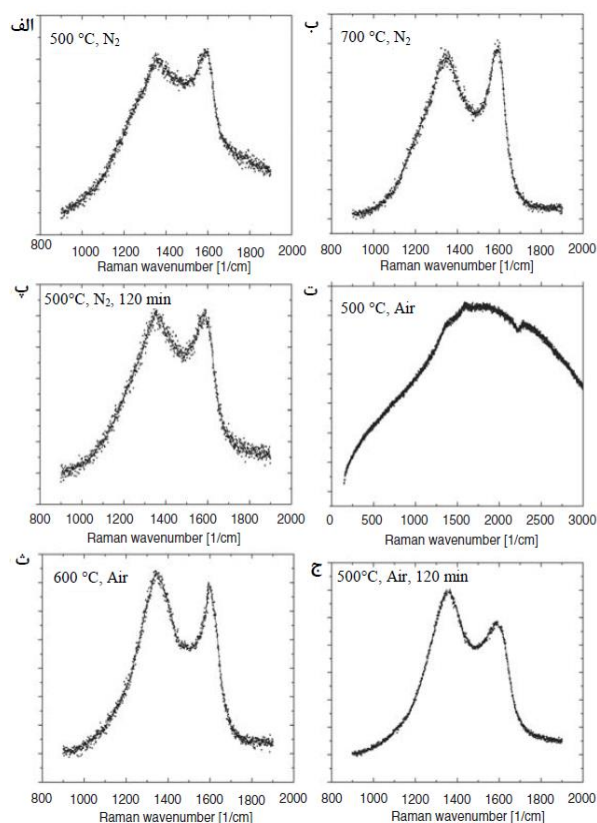 الف
500 °C, N₂
800 1000 1200 1400 1600 1800 2000
Raman wavenumber [1/cm]
ب
700 °C, N₂
800 1000 1200 1400 1600 1800 2000
Raman wavenumber [1/cm]
پ
500°C, N₂, 120 min
800 1000 1200 1400 1600 1800 2000
Raman wavenumber [1/cm]
ت
500 °C, Air
0 500 1000 1500 2000 2500 3000
Raman wavenumber [1/cm]
ث
600 °C, Air
800 1000 1200 1400 1600 1800 2000
Raman wavenumber [1/cm]
ج
500°C, Air, 120 min
800 1000 1200 1400 1600 1800 2000
Raman wavenumber [1/cm]